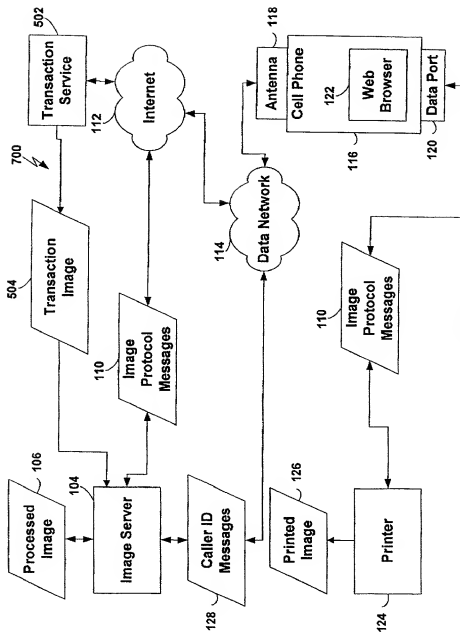 502
Transaction
Service
112
Internet
700
504
Transaction
Image
114
Data Network
118
Antenna
Cell Phone
122
Web
Browser
116
Data Port
120
110
Image
Protocol
Messages
110
Image
Protocol
Messages
106
Processed
Image
104
Image Server
Caller ID
Messages
128
126
Printed
Image
Printer
124